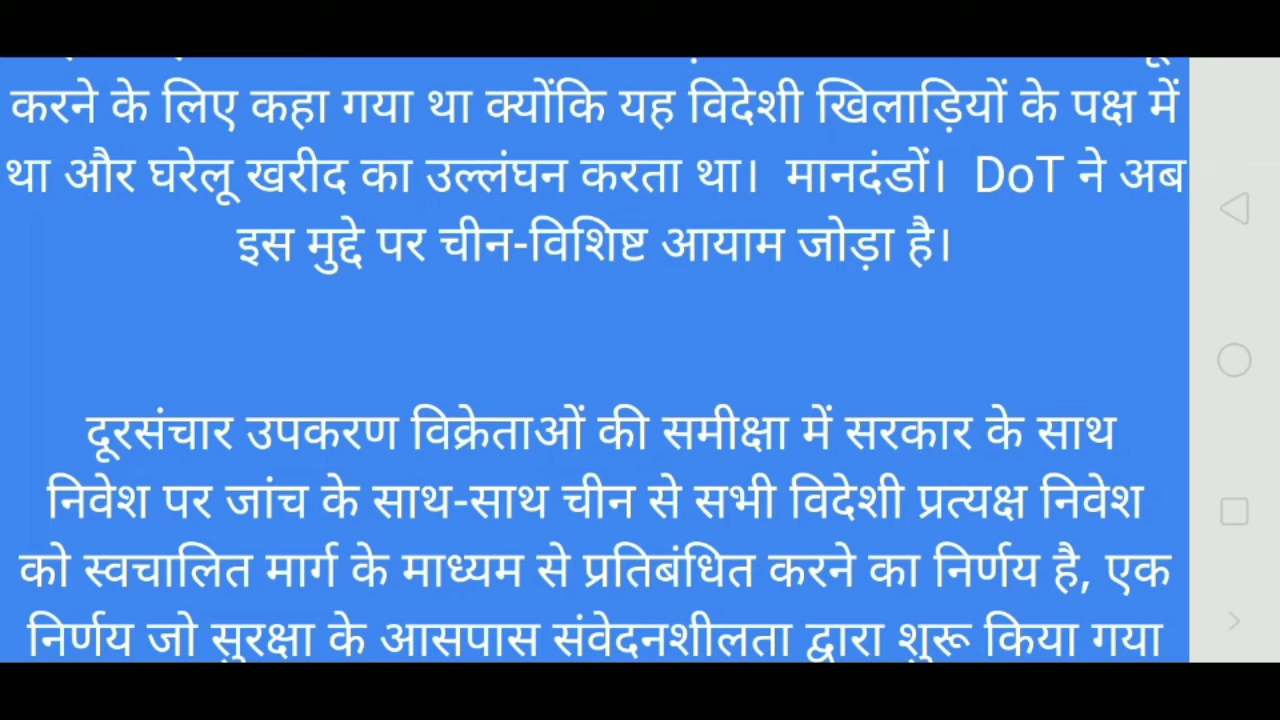 करने के लिए कहा गया था क्योंकि यह विदेशी खिलाड़ियों के पक्ष में
था और घरेलू खरीद का उल्लंघन करता था। मानदंडों। DoT ने अब
इस मुद्दे पर चीन-विशिष्ट आयाम जोड़ा है।
दूरसंचार उपकरण विक्रेताओं की समीक्षा में सरकार के साथ
निवेश पर जांच के साथ-साथ चीन से सभी विदेशी प्रत्यक्ष निवेश
को स्वचालित मार्ग के माध्यम से प्रतिबंधित करने का निर्णय है, एक
निर्णय जो सुरक्षा के आसपास संवेदनशीलता द्वारा शुरू किया गया